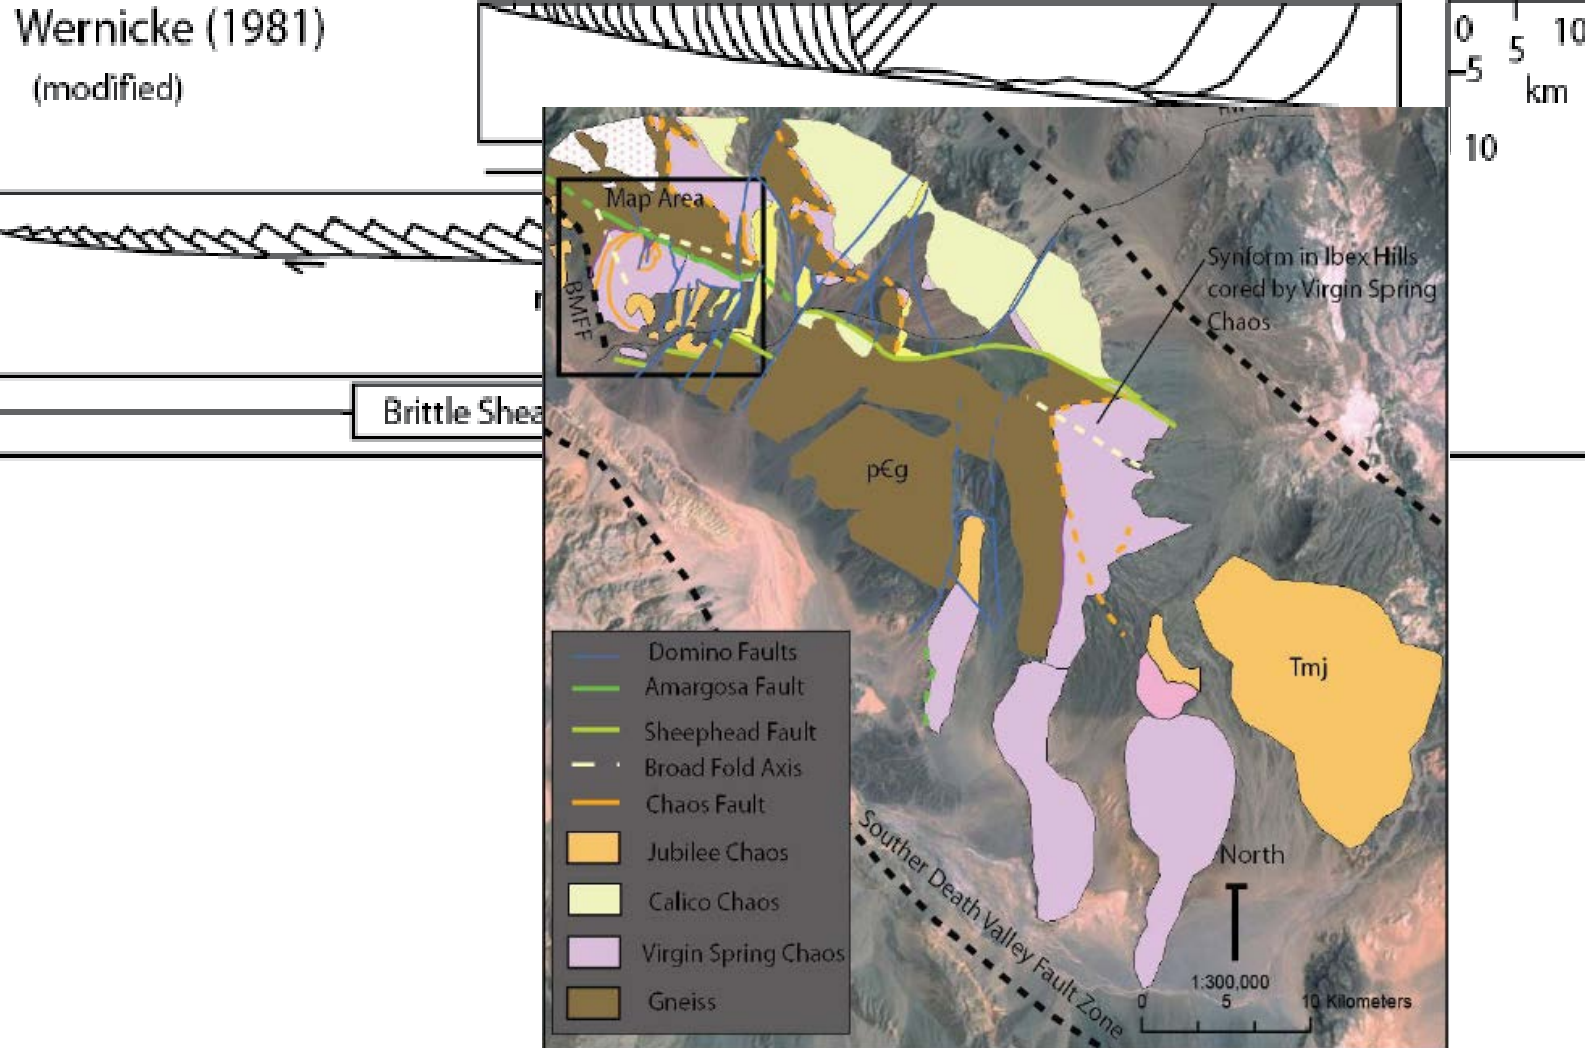 Wernicke (1981)
(modified)
0
5
10
5
km
10
Map Area
BMFF
Synform in Ibex Hills
cored by Virgin Spring
Chaos
Brittle Shea
p€g
Tmj
Domino Faults
Amargosa Fault
Sheephead Fault
Broad Fold Axis
Chaos Fault
Jubilee Chaos
Calico Chaos
Virgin Spring Chaos
Gneiss
Souther Death Valley Fault Zone
North
1:300,000
0 5 10 Kilometers